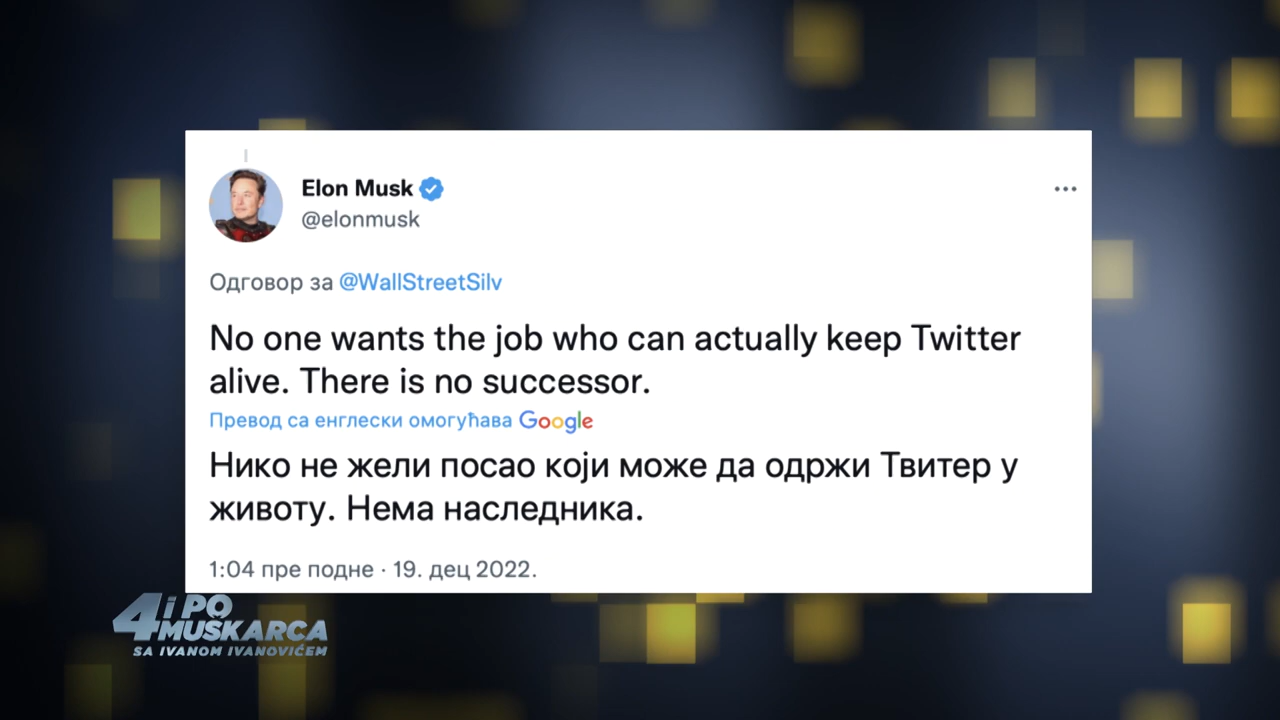 Elon Musk
@elonmusk
Одговор за @WallStreetSilv
No one wants the job who can actually keep Twitter
alive. There is no successor.
Превод са енглески омогућава Google
Нико не жели посао који може да одржи Твитер у
животу. Нема наследника.
1:04 пре подне · 19. дец 2022.
4 i PO
MUŠKARCA
SA IVANOM IVANOVIĆEM